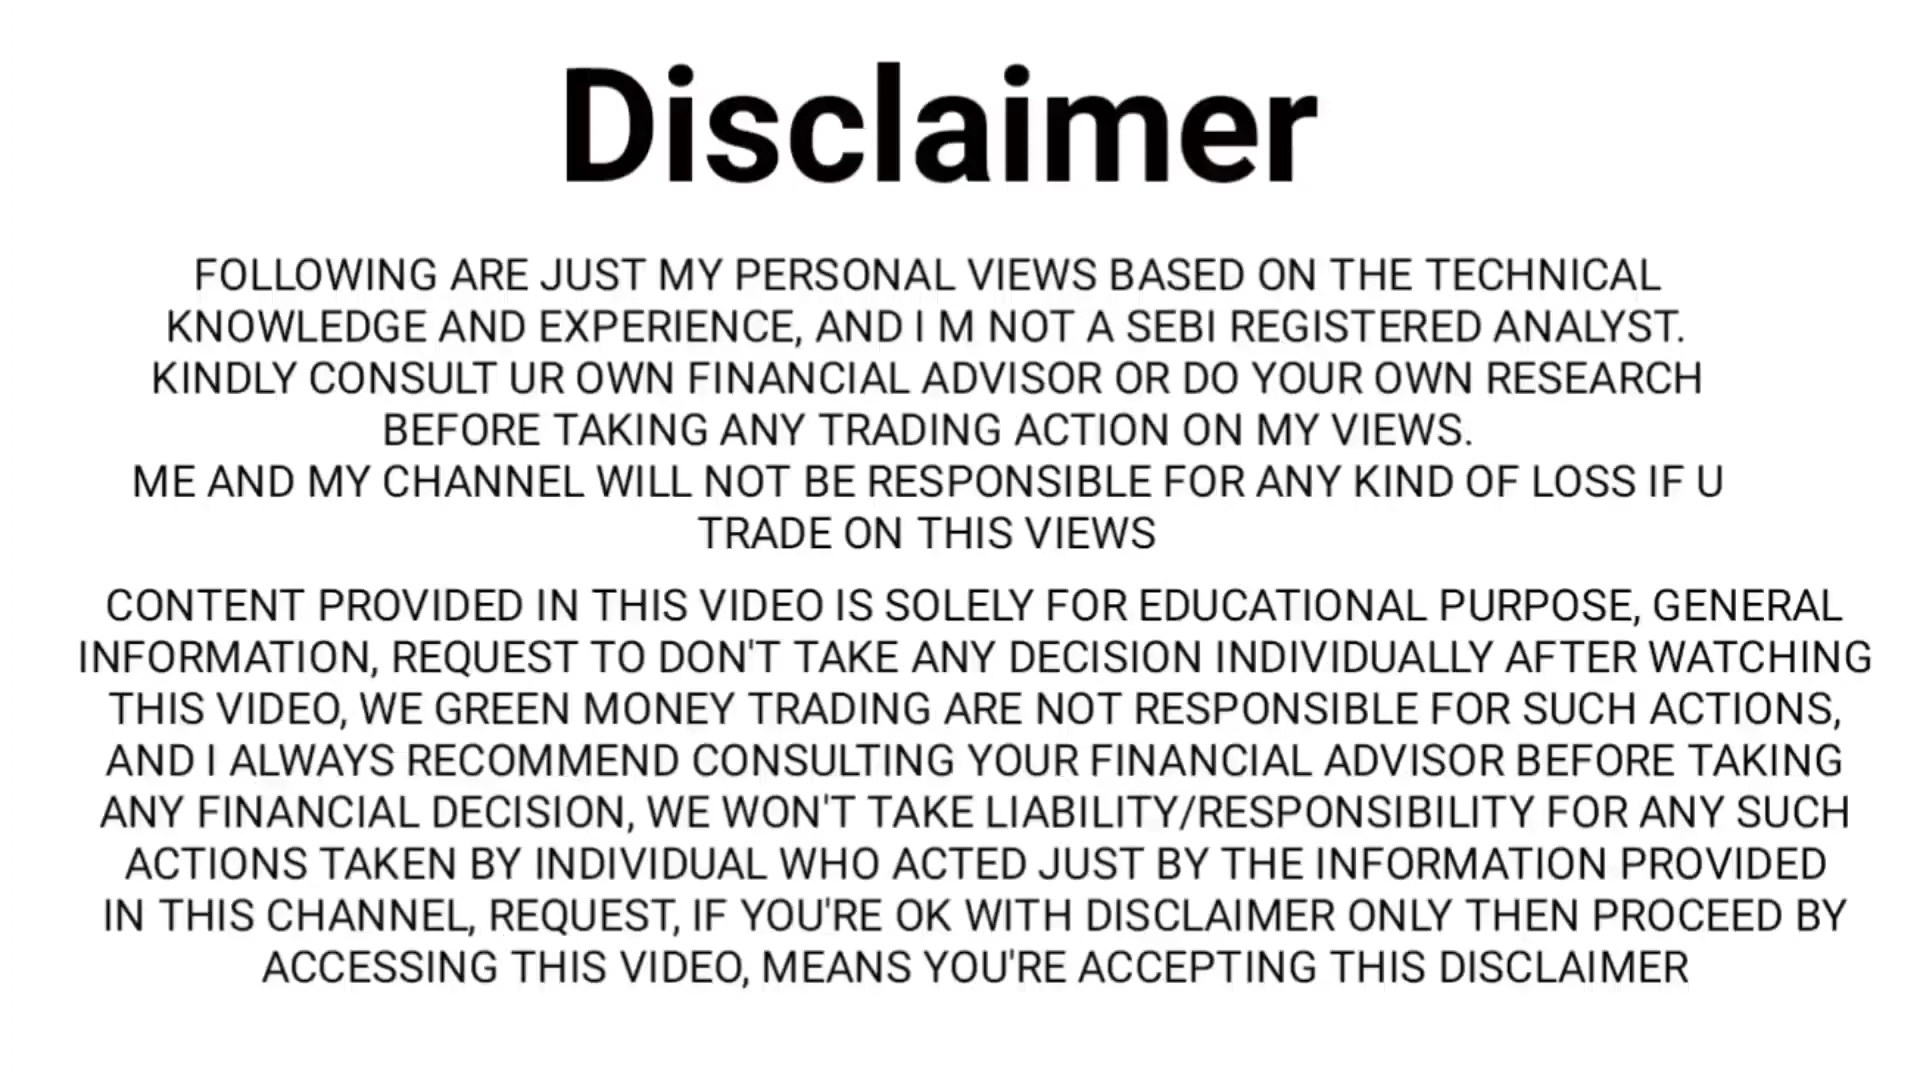 Disclaimer
FOLLOWING ARE JUST MY PERSONAL VIEWS BASED ON THE TECHNICAL
KNOWLEDGE AND EXPERIENCE, AND I M NOT A SEBI REGISTERED ANALYST.
KINDLY CONSULT UR OWN FINANCIAL ADVISOR OR DO YOUR OWN RESEARCH
BEFORE TAKING ANY TRADING ACTION ON MY VIEWS.
ME AND MY CHANNEL WILL NOT BE RESPONSIBLE FOR ANY KIND OF LOSS IF U
TRADE ON THIS VIEWS
CONTENT PROVIDED IN THIS VIDEO IS SOLELY FOR EDUCATIONAL PURPOSE, GENERAL
INFORMATION, REQUEST TO DON'T TAKE ANY DECISION INDIVIDUALLY AFTER WATCHING
THIS VIDEO, WE GREEN MONEY TRADING ARE NOT RESPONSIBLE FOR SUCH ACTIONS,
AND I ALWAYS RECOMMEND CONSULTING YOUR FINANCIAL ADVISOR BEFORE TAKING
ANY FINANCIAL DECISION, WE WON'T TAKE LIABILITY/RESPONSIBILITY FOR ANY SUCH
ACTIONS TAKEN BY INDIVIDUAL WHO ACTED JUST BY THE INFORMATION PROVIDED
IN THIS CHANNEL, REQUEST, IF YOU'RE OK WITH DISCLAIMER ONLY THEN PROCEED BY
ACCESSING THIS VIDEO, MEANS YOU'RE ACCEPTING THIS DISCLAIMER